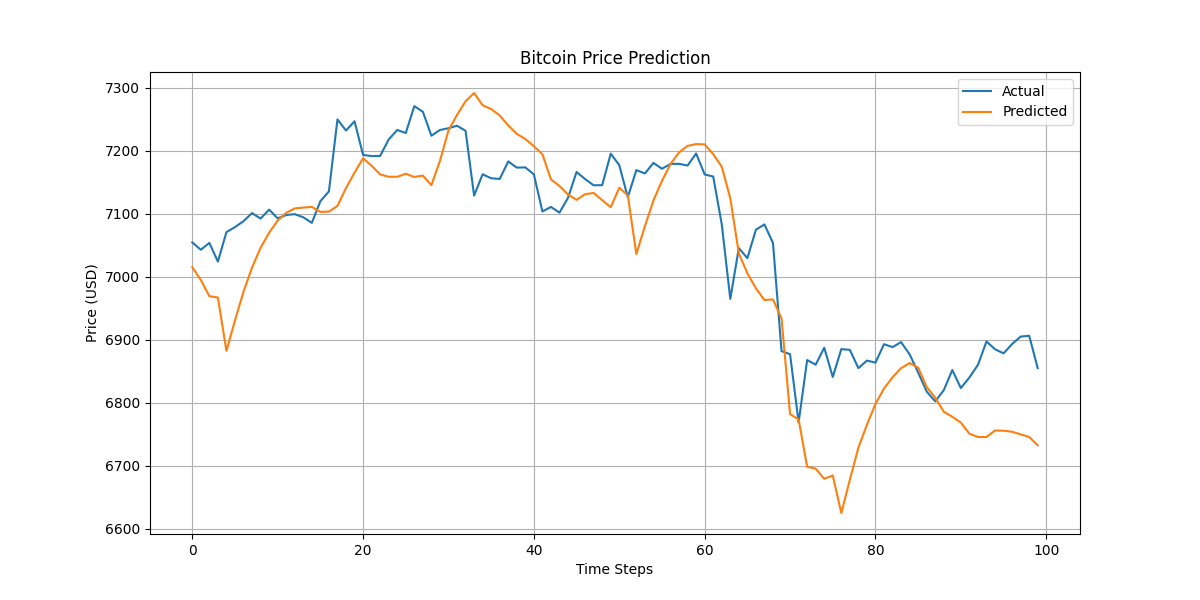 Bitcoin Price Prediction
Actual
Predicted
Price (USD)
7300
7200
7100
7000
6900
6800
6700
6600
0 20 40 60 80 100
Time Steps